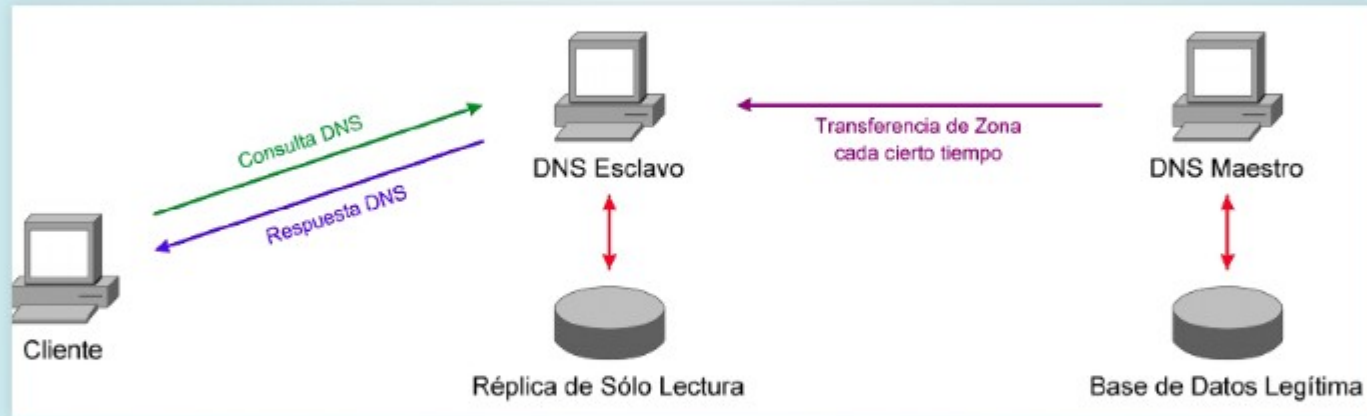 Consulta DNS
Respuesta DNS
Cliente
DNS Esclavo
Réplica de Sólo Lectura
Transferencia de Zona
cada cierto tiempo
DNS Maestro
Base de Datos Legítima